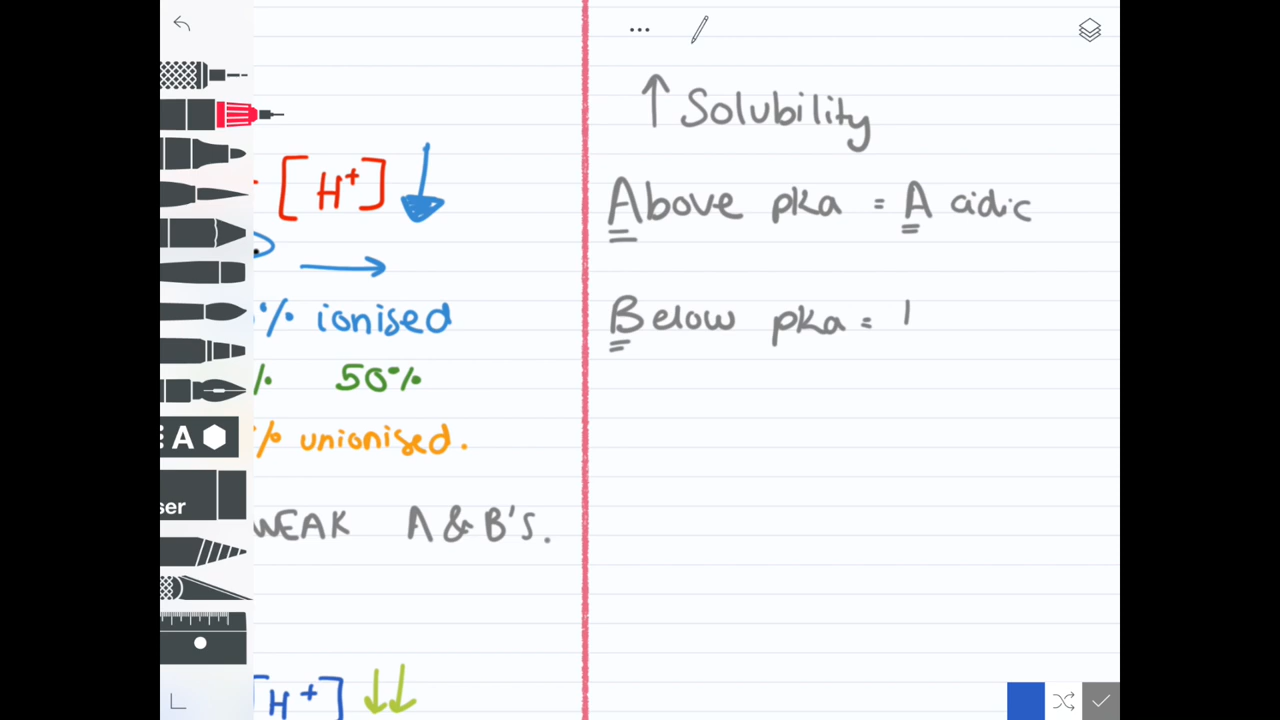 ↑ Solubility
[H⁺] ↓
Above pka = A cidic
→
% ionised
Below pka =
% 50%
% unionised.
WEAK A & B's.
[H⁺] ↓↓
A
ser